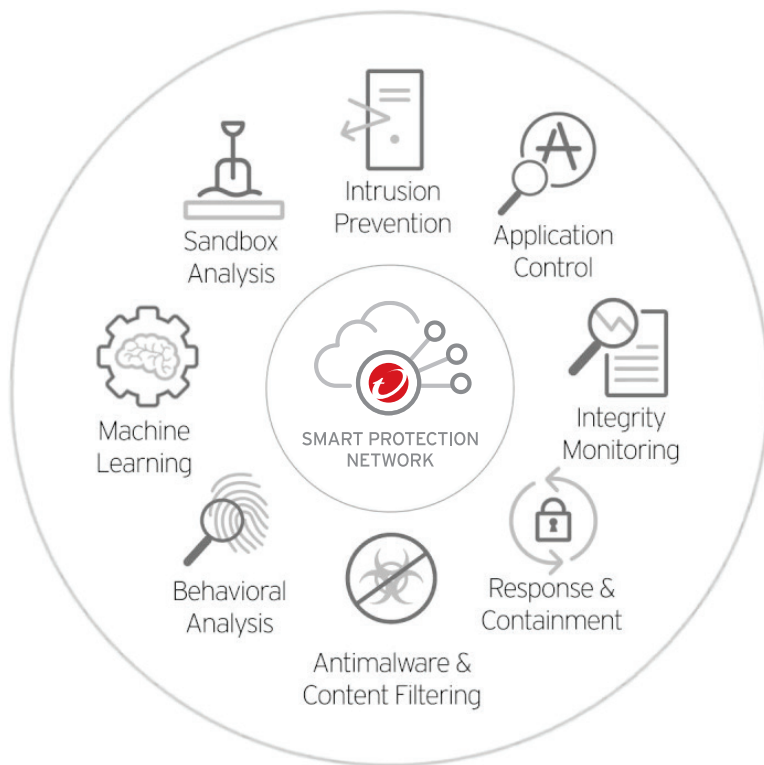 Intrusion
Prevention
Application
Control
Integrity
Monitoring
Response &
Containment
Antimalware &
Content Filtering
Behavioral
Analysis
Machine
Learning
Sandbox
Analysis
SMART PROTECTION
NETWORK